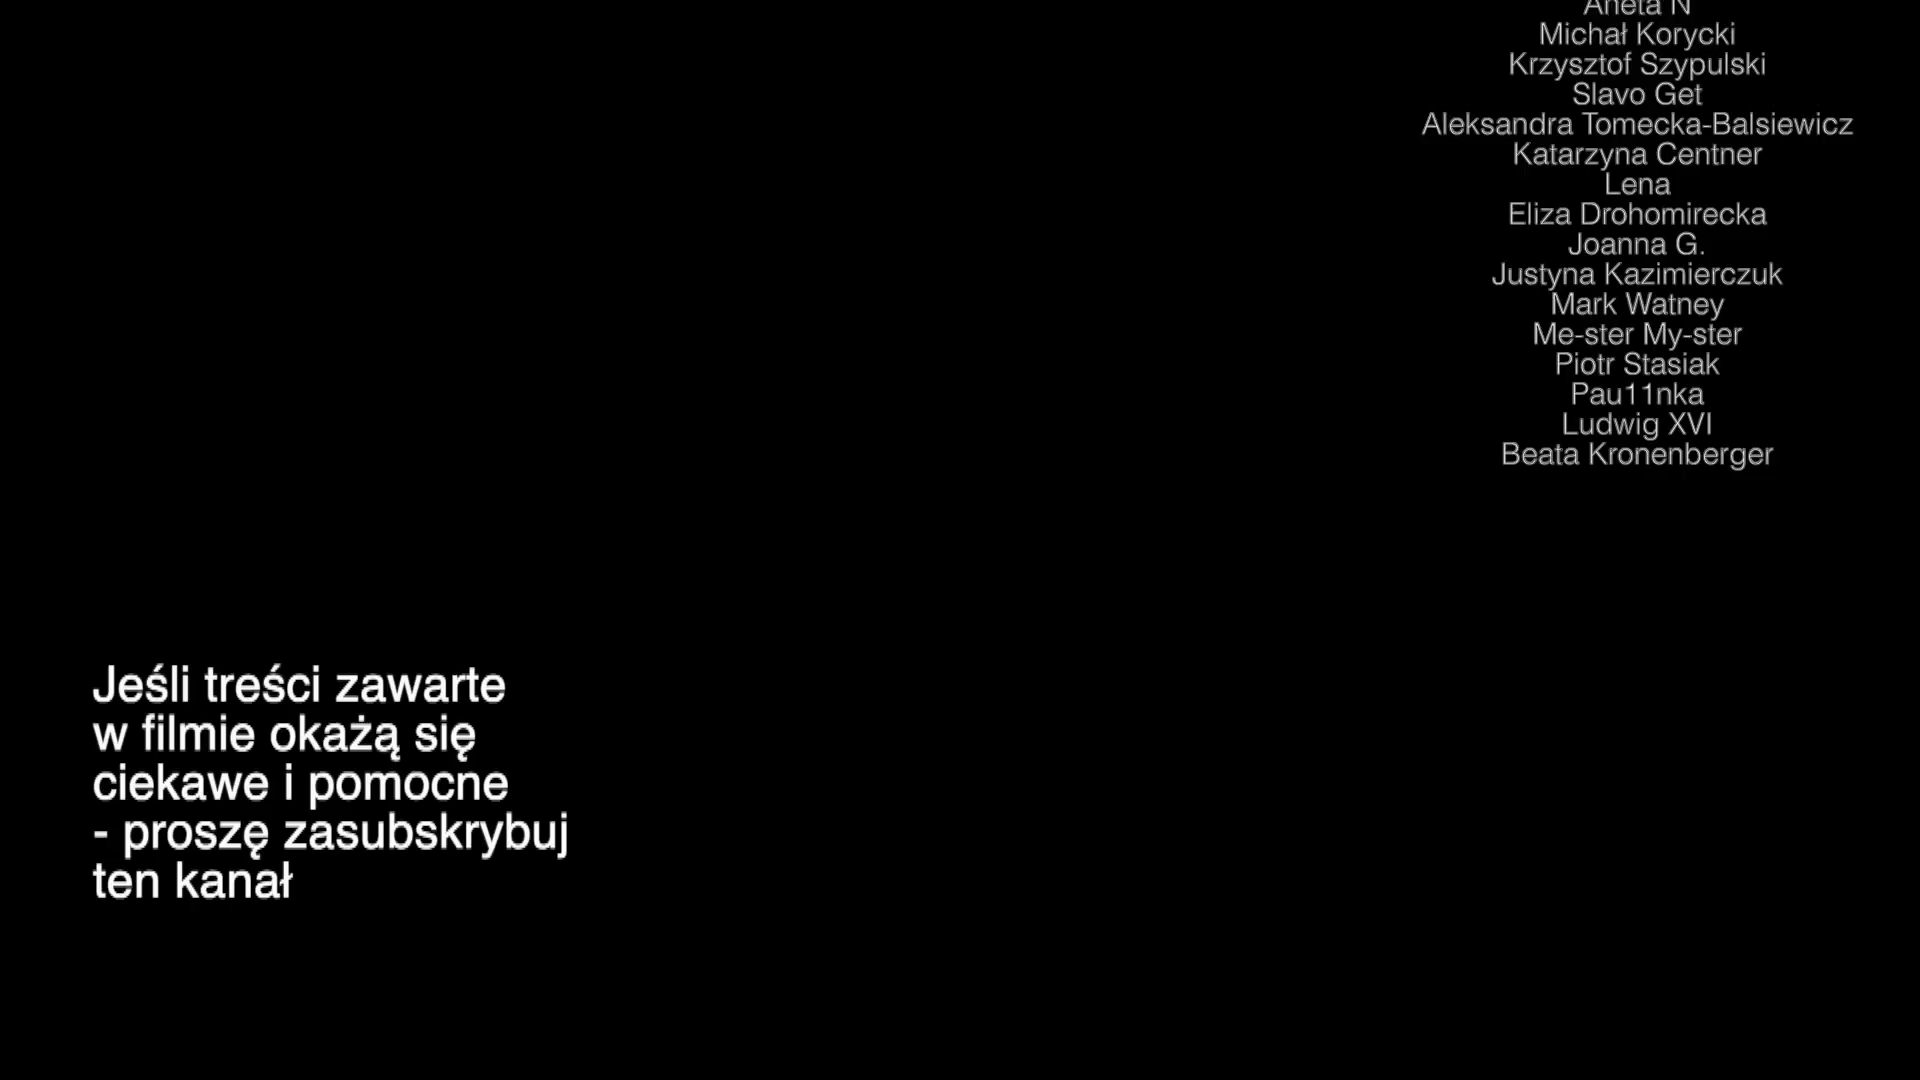 Aneta N
Michał Korycki
Krzysztof Szypulski
Slavo Get
Aleksandra Tomecka-Balsiewicz
Katarzyna Centner
Lena
Eliza Drohomirecka
Joanna G.
Justyna Kazimierczuk
Mark Watney
Me-ster My-ster
Piotr Stasiak
Pau11nka
Ludwig XVI
Beata Kronenberger
Jeśli treści zawarte
w filmie okażą się
ciekawe i pomocne
- proszę zasubskrybuj
ten kanał